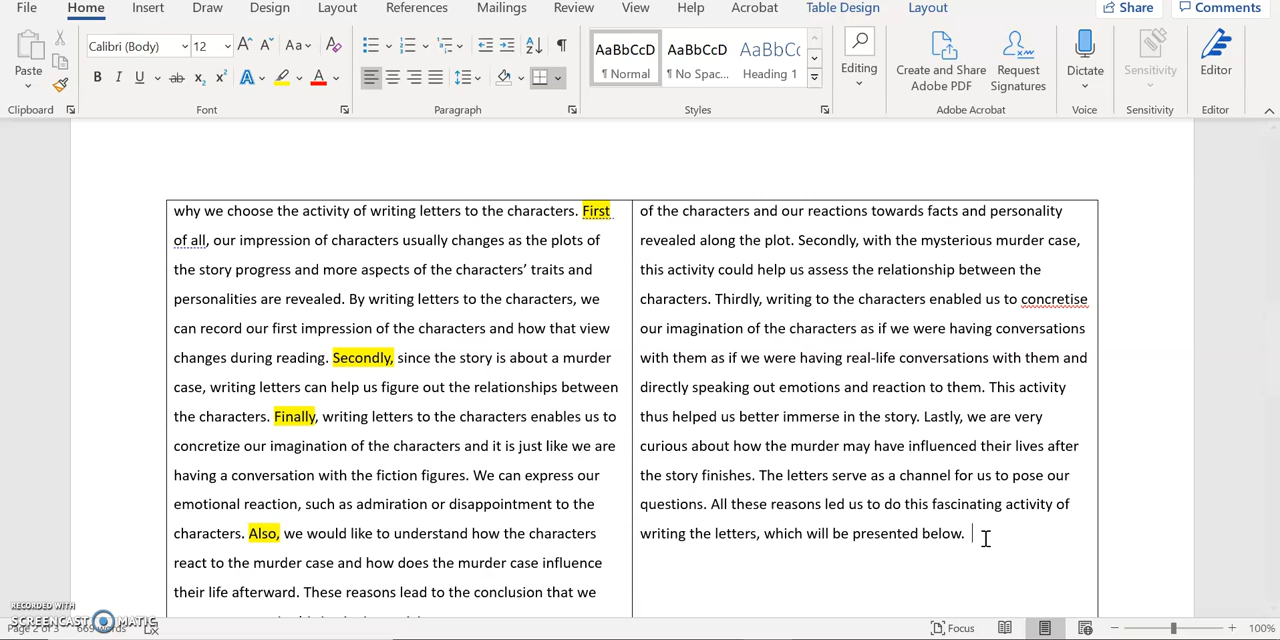 File Home Insert Draw Design Layout References Mailings Review View Help Acrobat Table Design Layout Share Comments
Calibri (Body) 12 A A Aa A
AaBbCcD AaBbCcD AaBbCc
Paste
B I U ab x₂ x² A A
¶ Normal ¶ No Spac... Heading 1
Editing
Create and Share Adobe PDF
Request Signatures
Dictate
Sensitivity
Editor
Clipboard Font Paragraph Styles Adobe Acrobat Voice Sensitivity Editor
why we choose the activity of writing letters to the characters. First
of all, our impression of characters usually changes as the plots of
the story progress and more aspects of the characters’ traits and
personalities are revealed. By writing letters to the characters, we
can record our first impression of the characters and how that view
changes during reading. Secondly, since the story is about a murder
case, writing letters can help us figure out the relationships between
the characters. Finally, writing letters to the characters enables us to
concretize our imagination of the characters and it is just like we are
having a conversation with the fiction figures. We can express our
emotional reaction, such as admiration or disappointment to the
characters. Also, we would like to understand how the characters
react to the murder case and how does the murder case influence
their life afterward. These reasons lead to the conclusion that we
of the characters and our reactions towards facts and personality
revealed along the plot. Secondly, with the mysterious murder case,
this activity could help us assess the relationship between the
characters. Thirdly, writing to the characters enabled us to concretise
our imagination of the characters as if we were having conversations
with them as if we were having real-life conversations with them and
directly speaking out emotions and reaction to them. This activity
thus helped us better immerse in the story. Lastly, we are very
curious about how the murder may have influenced their lives after
the story finishes. The letters serve as a channel for us to pose our
questions. All these reasons led us to do this fascinating activity of
writing the letters, which will be presented below.
RECORDED WITH
SCREENCAST MATIC
Page 2 of 3 669 words Focus 100%